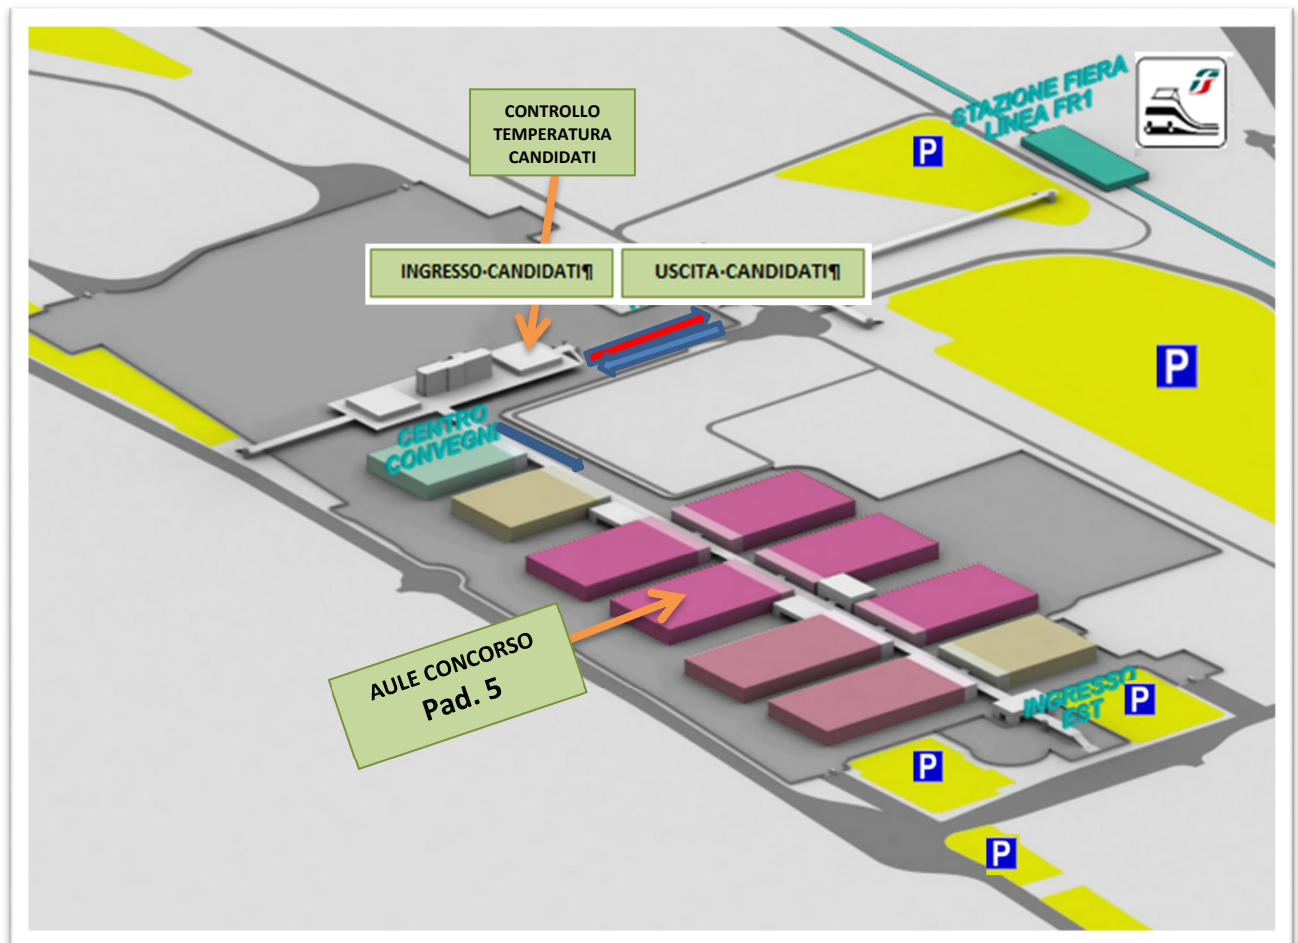 STAZIONE FIERA
LINEA FR1
P
CONTROLLO
TEMPERATURA
CANDIDATI
INGRESSO·CANDIDATI¶
USCITA·CANDIDATI¶
P
CENTRO
CONVEGNI
AULE CONCORSO
Pad. 5
INGRESSO
EST
P
P
P